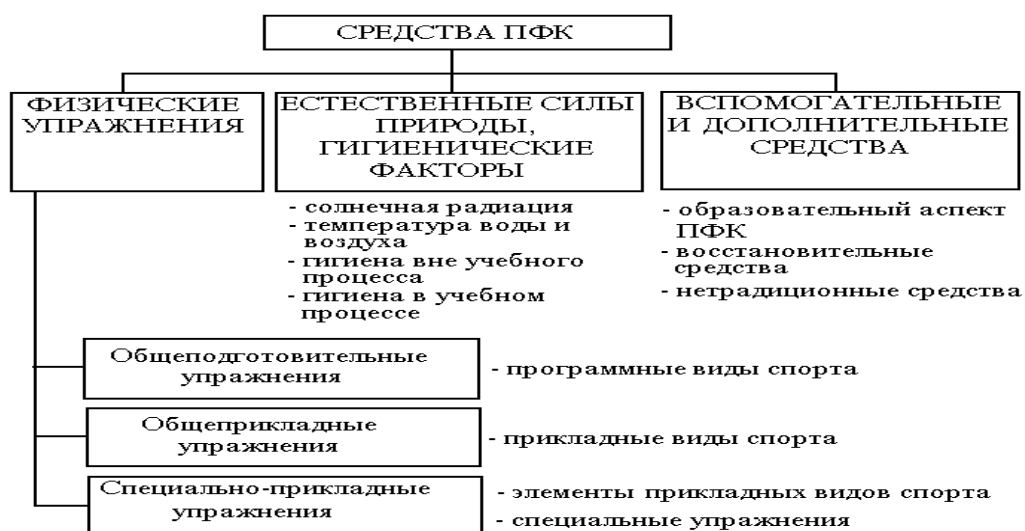 СРЕДСТВА ПФК
ФИЗИЧЕСКИЕ
УПРАЖНЕНИЯ
ЕСТЕСТВЕННЫЕ СИЛЫ
ПРИРОДЫ,
ГИГИЕНИЧЕСКИЕ
ФАКТОРЫ
- солнечная радиация
- температура воды и
воздуха
- гигиена вне учебного
процесса
- гигиена в учебном
процессе
ВСПОМОГАТЕЛЬНЫЕ
И ДОПОЛНИТЕЛЬНЫЕ
СРЕДСТВА
- образовательный аспект
ПФК
- восстановительные
средства
- нетрадиционные средства
Общеподготовительные
упражнения
- программные виды спорта
Общеприкладные
упражнения
- прикладные виды спорта
Специально-прикладные
упражнения
- элементы прикладных видов спорта
- специальные упражнения